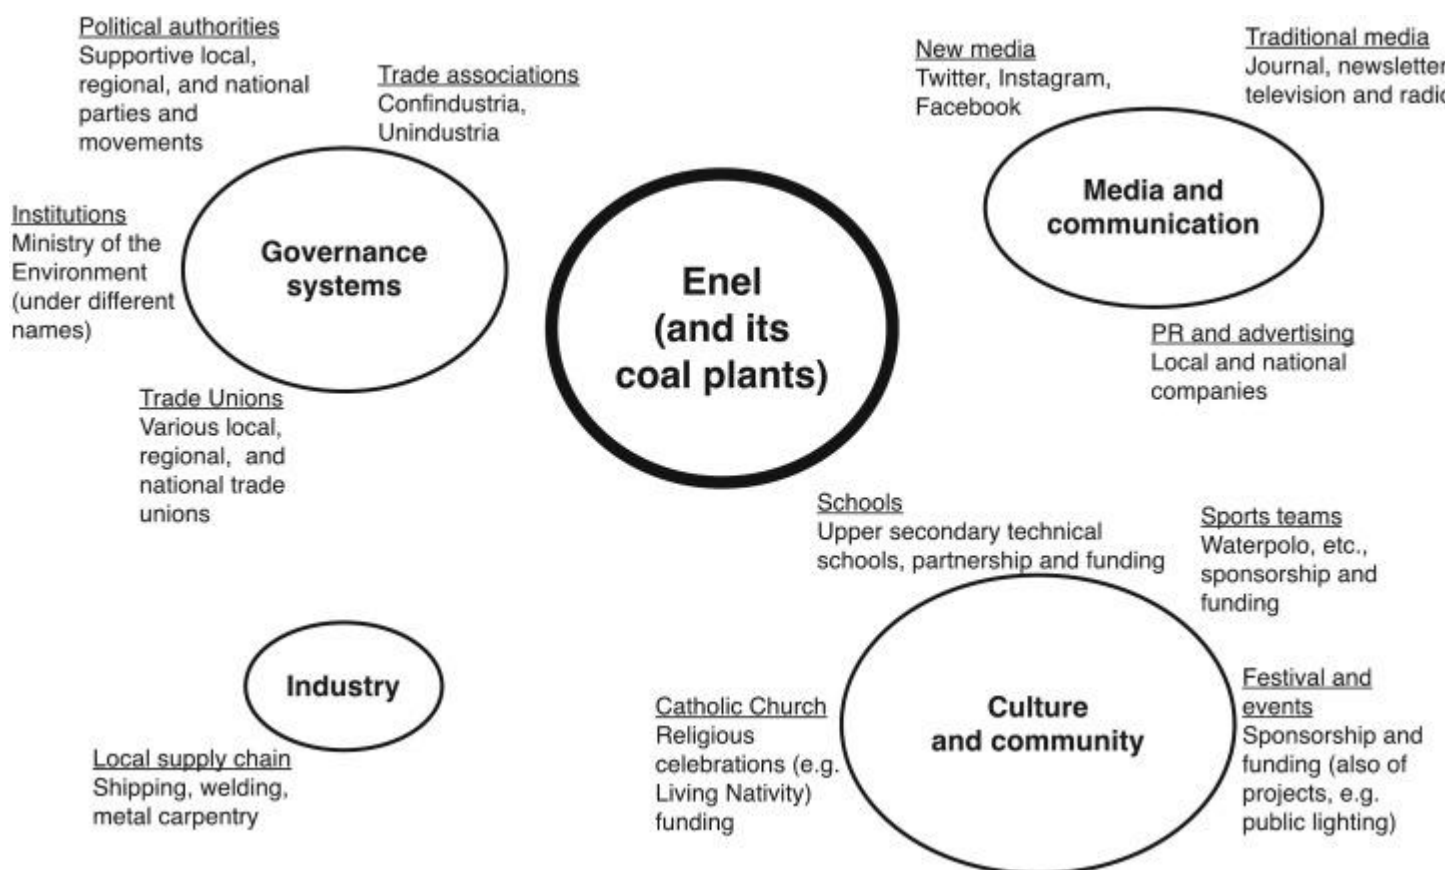 Political authorities
Supportive local,
regional, and national
parties and
movements
Trade associations
Confindustria,
Unindustria
Institutions
Ministry of the
Environment
(under different
names)
Governance
systems
Trade Unions
Various local,
regional, and
national trade
unions
Enel
(and its
coal plants)
New media
Twitter, Instagram,
Facebook
Traditional media
Journal, newsletter
television and radio
Media and
communication
PR and advertising
Local and national
companies
Industry
Local supply chain
Shipping, welding,
metal carpentry
Schools
Upper secondary technical
schools, partnership and funding
Sports teams
Waterpolo, etc.,
sponsorship and
funding
Catholic Church
Religious
celebrations (e.g.
Living Nativity)
funding
Culture
and community
Festival and
events
Sponsorship and
funding (also of
projects, e.g.
public lighting)